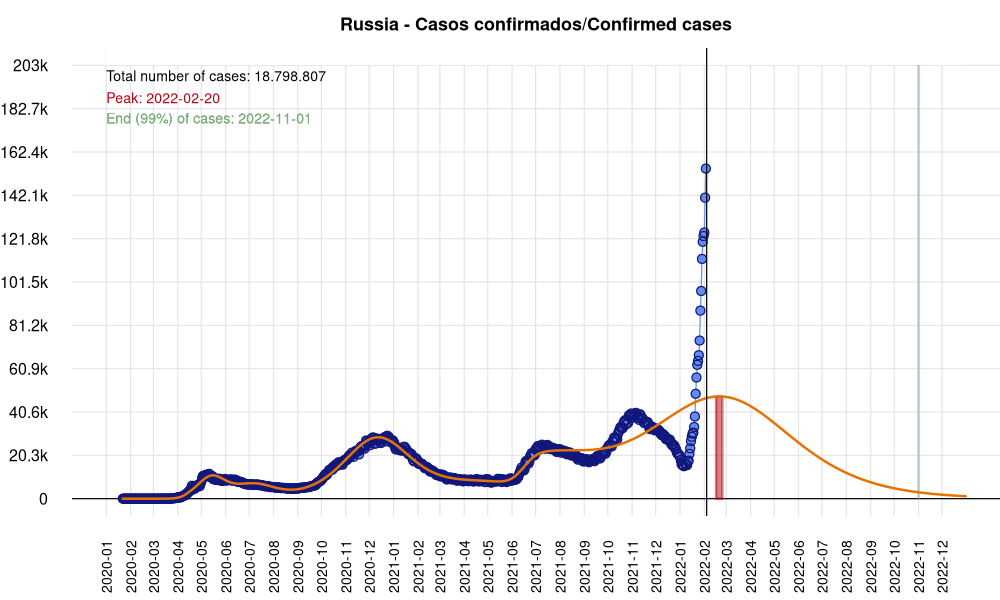 Russia - Casos confirmados/Confirmed cases
Total number of cases: 18.798.807
Peak: 2022-02-20
End (99%) of cases: 2022-11-01
203k
182.7k
162.4k
142.1k
121.8k
101.5k
81.2k
60.9k
40.6k
20.3k
0
2020-01
2020-02
2020-03
2020-04
2020-05
2020-06
2020-07
2020-08
2020-09
2020-10
2020-11
2020-12
2021-01
2021-02
2021-03
2021-04
2021-05
2021-06
2021-07
2021-08
2021-09
2021-10
2021-11
2021-12
2022-01
2022-02
2022-03
2022-04
2022-05
2022-06
2022-07
2022-08
2022-09
2022-10
2022-11
2022-12